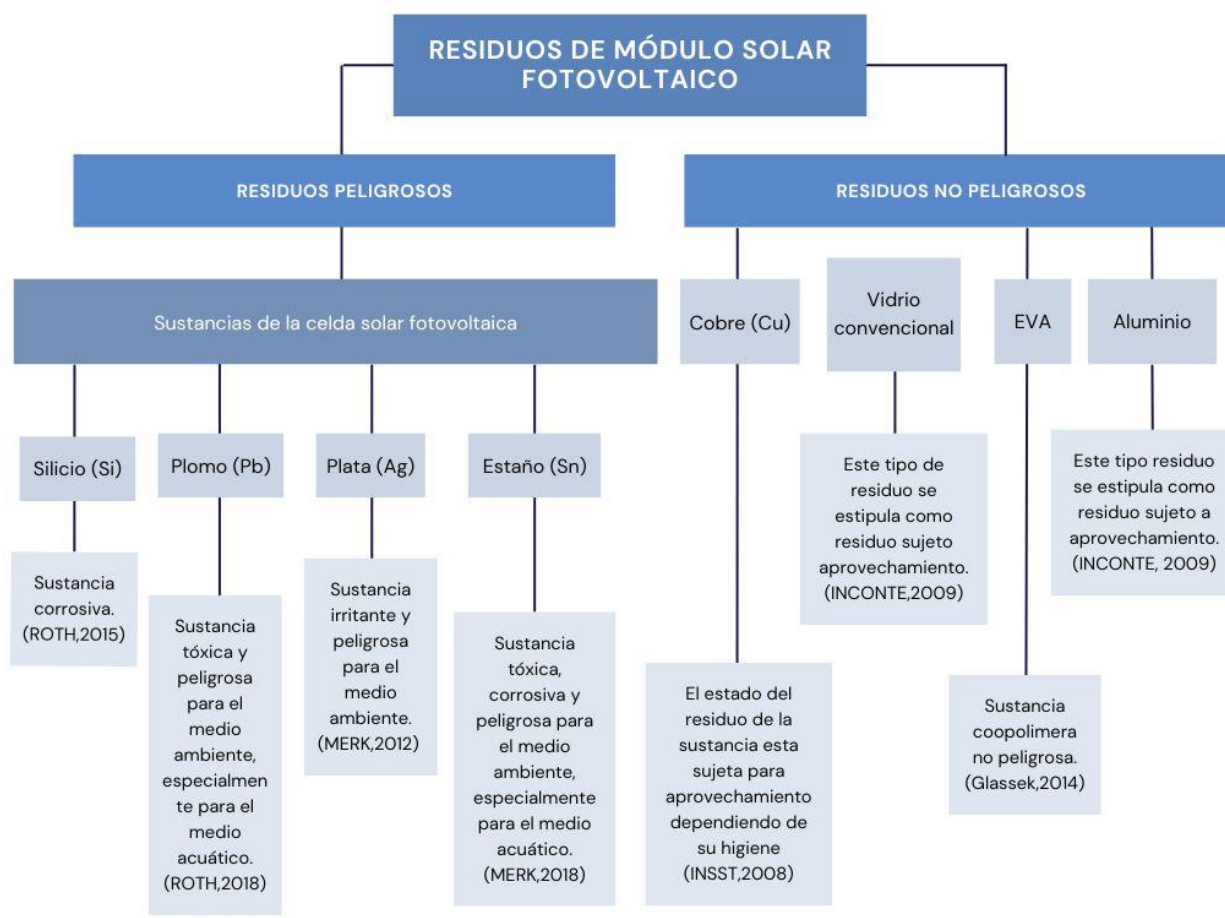 RESIDUOS DE MÓDULO SOLAR
FOTOVOLTAICO
RESIDUOS PELIGROSOS
RESIDUOS NO PELIGROSOS
Sustancias de la celda solar fotovoltaica
Cobre (Cu)
Vidrio
convencional
EVA
Aluminio
Silicio (Si)
Plomo (Pb)
Plata (Ag)
Estaño (Sn)
Sustancia
corrosiva.
(ROTH,2015)
Sustancia
tóxica y
peligrosa
para el
medio
ambiente,
especialmen
te para el
medio
acuático.
(ROTH,2018)
Sustancia
irritante y
peligrosa
para el
medio
ambiente.
(MERK,2012)
Sustancia
tóxica,
corrosiva y
peligrosa para
el medio
ambiente,
especialmente
para el medio
acuático.
(MERK,2018)
El estado del
residuo de la
sustancia esta
sujeta para
aprovechamiento
dependiendo de
su higiene
(INSST,2008)
Este tipo de
residuo se
estipula como
residuo sujeto
aprovechamiento.
(INCONTE,2009)
Sustancia
coopolimera
no peligrosa.
(Glassek,2014)
Este tipo residuo
se estipula como
residuo sujeto a
aprovechamiento.
(INCONTE, 2009)